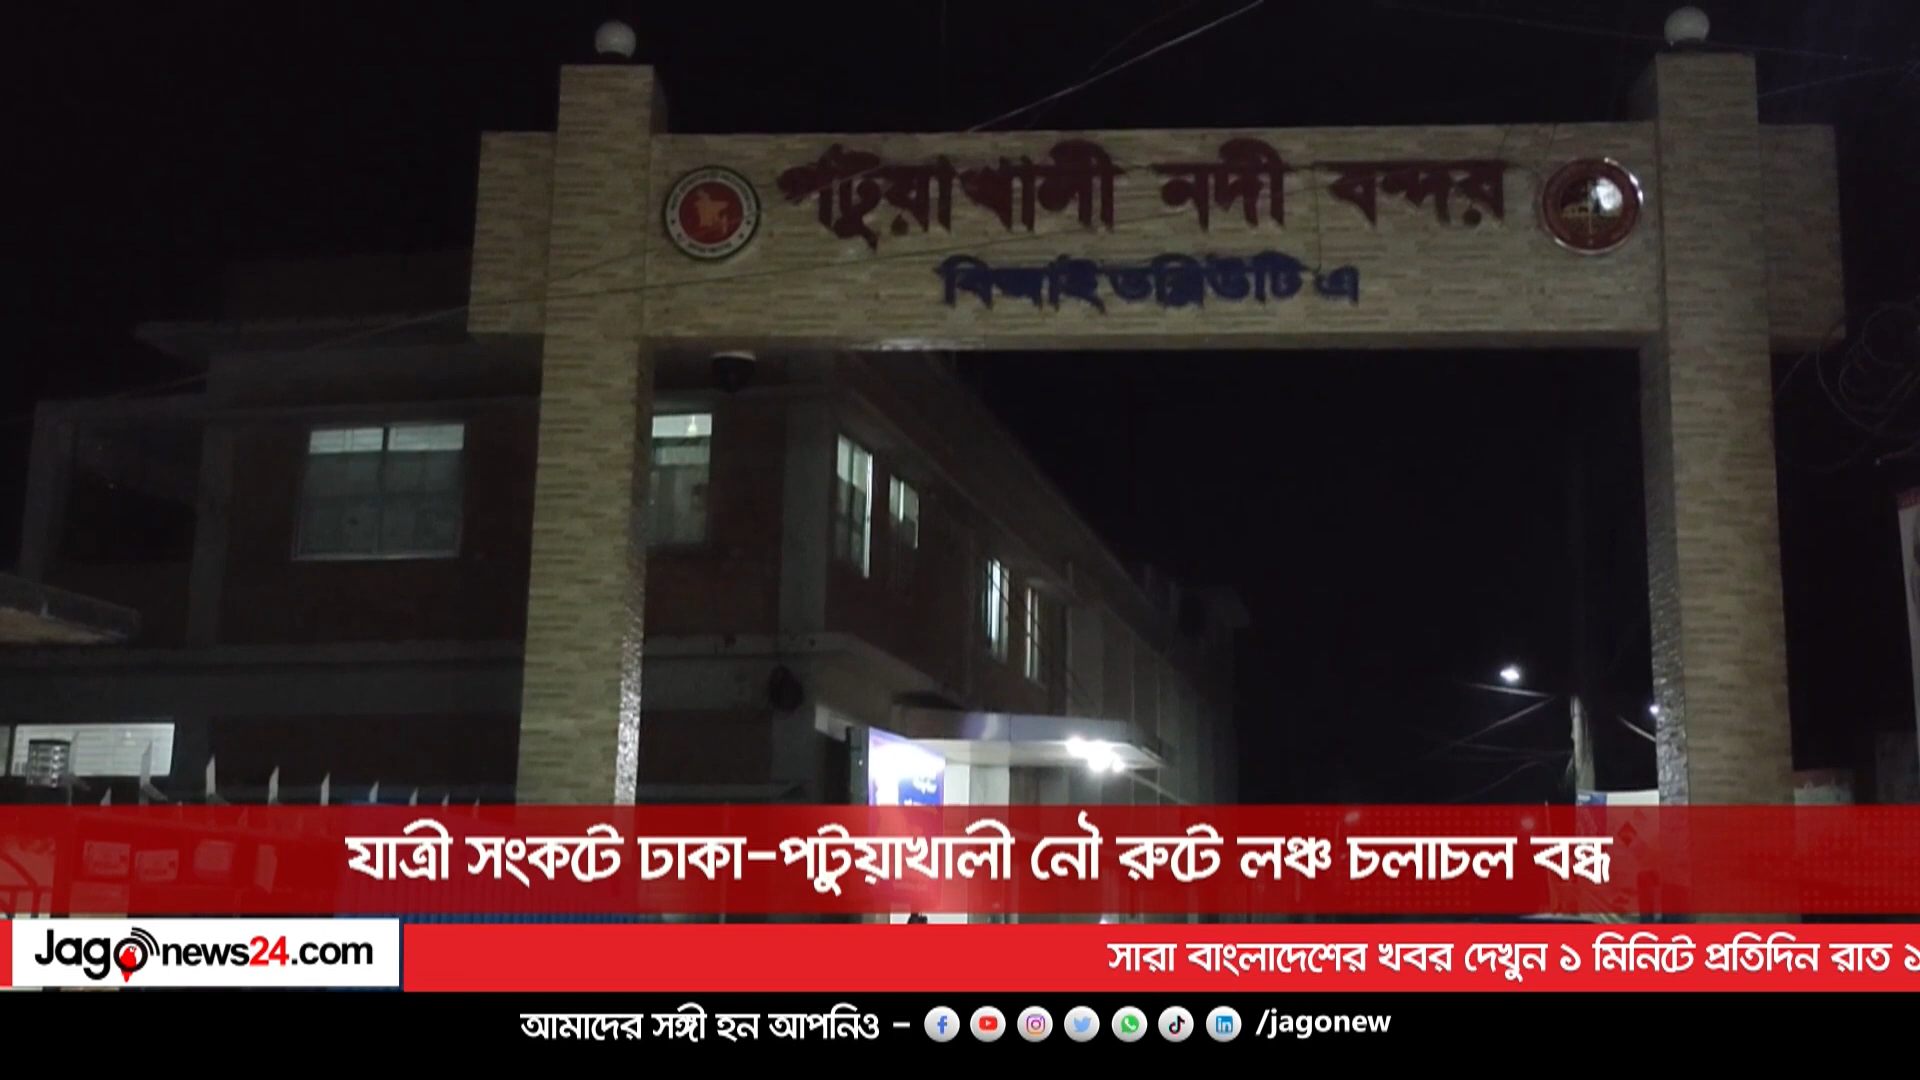 পটুয়াখালী নদী বন্দর
বিআইডব্লিউটিএ
যাত্রী সংকটে ঢাকা-পটুয়াখালী নৌ রুটে লঞ্চ চলাচল বন্ধ
Jagonews24.com
সারা বাংলাদেশের খবর দেখুন ১ মিনিটে প্রতিদিন রাত
আমাদের সঙ্গী হন আপনিও - /jagonew